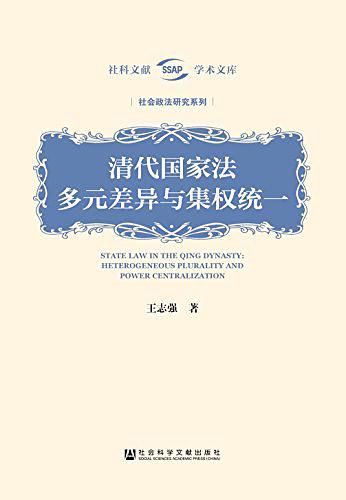 社科文献 SSAP 学术文库
| 社会政法研究系列 |
清代国家法
多元差异与集权统一
STATE LAW IN THE QING DYNASTY:
HETEROGENEOUS PLURALITY AND
POWER CENTRALIZATION
王志强 著
社会科学文献出版社
SOCIAL SCIENCES ACADEMIC PRESS (CHINA)